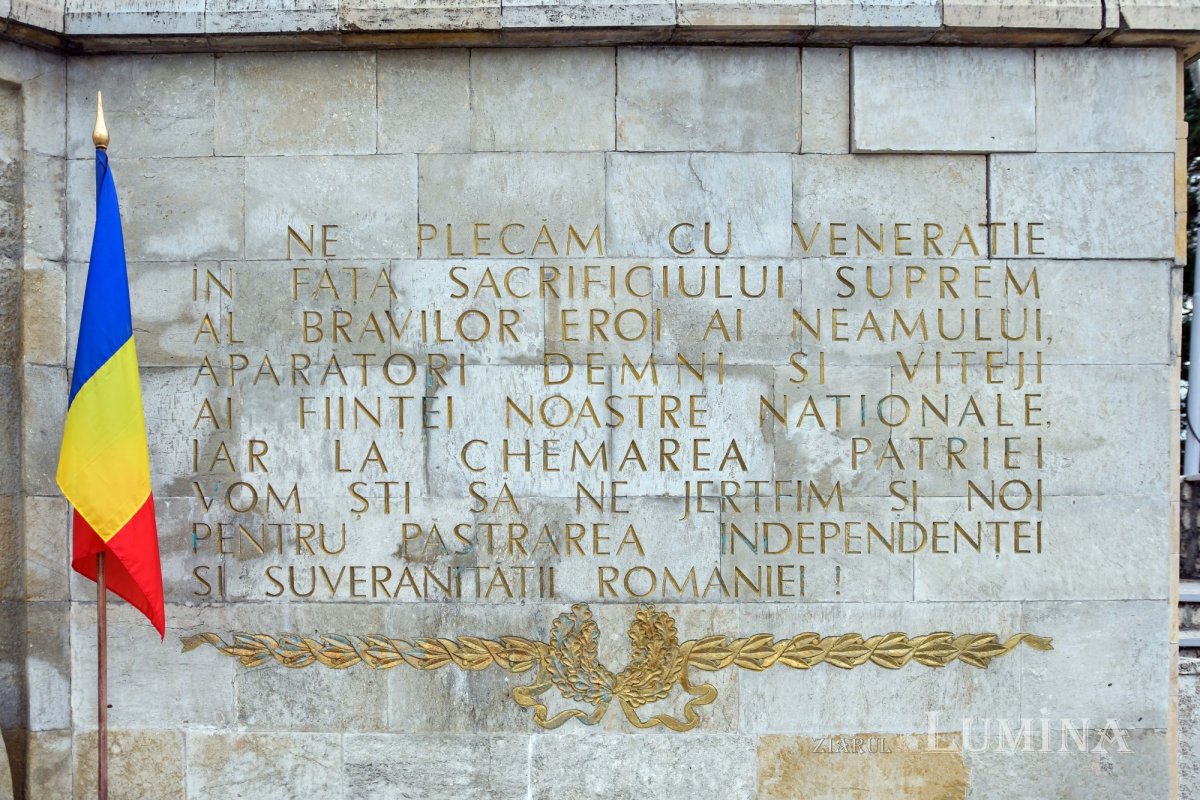 NE PLECĂM CU VENERAȚIE
ÎN FAȚA SACRIFICIULUI SUPREM
AL BRAVILOR EROI AI NEAMULUI,
APĂRĂTORI DEMNI ȘI VITEJI
AI FIINȚEI NOASTRE NAȚIONALE,
IAR LA CHEMAREA PATRIEI
VOM ȘTI SĂ NE JERTFIM ȘI NOI
PENTRU PĂSTRAREA INDEPENDENȚEI
ȘI SUVERANITĂȚII ROMÂNIEI !
ZIARUL LUMINA